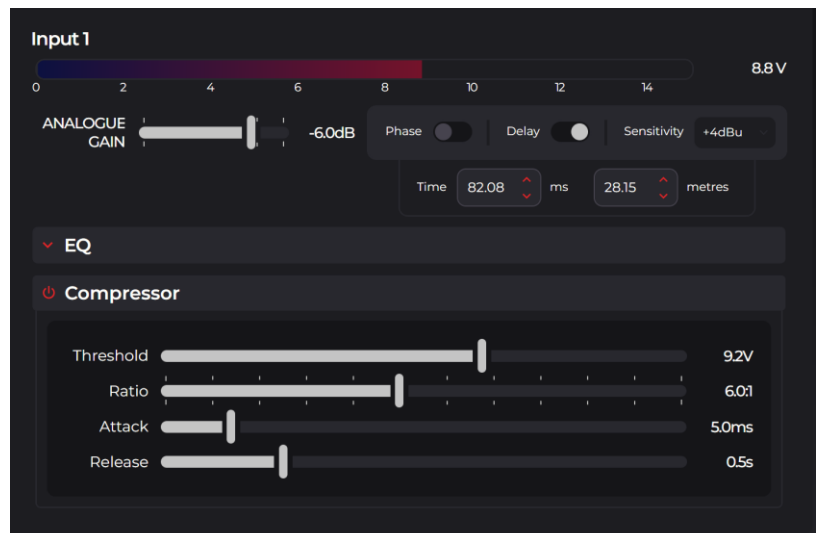 Input 1
8.8 V
0 2 4 6 8 10 12 14
ANALOGUE GAIN -6.0dB Phase Delay Sensitivity +4dBu
Time 82.08 ms 28.15 metres
EQ
Compressor
Threshold 9.2V
Ratio 6.0:1
Attack 5.0ms
Release 0.5s